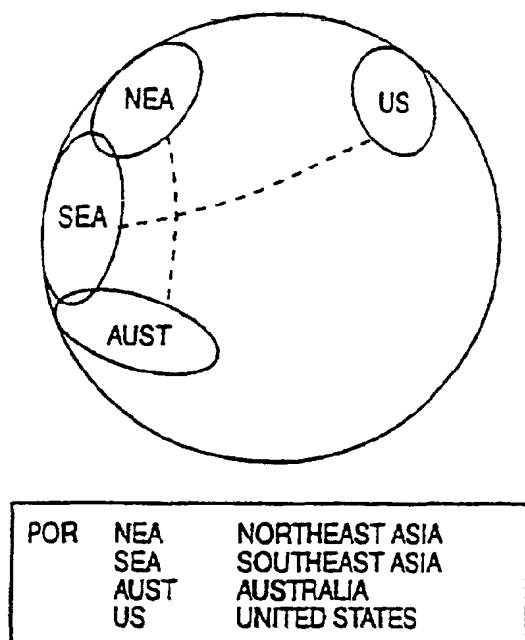 NEA
US
SEA
AUST
POR NEA NORTHEAST ASIA
SEA SOUTHEAST ASIA
AUST AUSTRALIA
US UNITED STATES